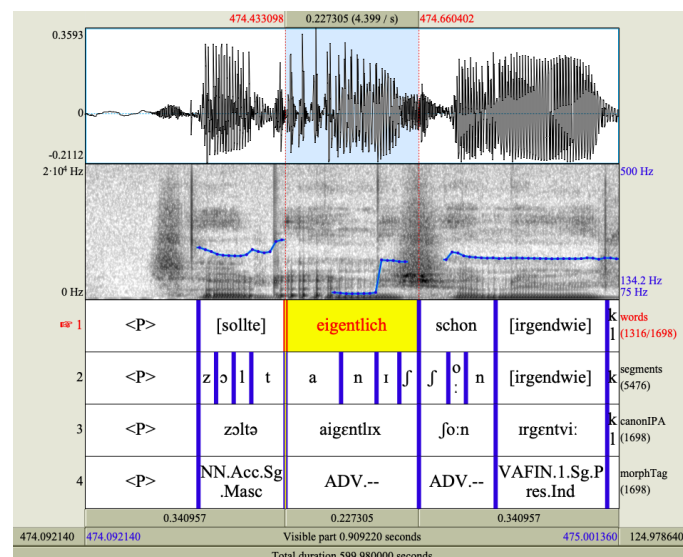 474.433098 0.227305 (4.399 / s) 474.660402
0.3593
0
-0.2112
2·10⁴ Hz 500 Hz
134.2 Hz
0 Hz 75 Hz
☞ 1 <P> [sollte] eigentlich schon [irgendwie] k l words (1316/1698)
2 <P> z ɔ l t a n ɪ ʃ ʃ oː n [irgendwie] k segments (5476)
3 <P> zɔltə aigɛntlɪx ʃoːn ɪrgɛntviː k l canonIPA (1698)
4 <P> NN.Acc.Sg.Masc ADV.-- ADV.-- VAFIN.1.Sg.Pres.Ind morphTag (1698)
0.340957 0.227305 0.340957
474.092140 474.092140 Visible part 0.909220 seconds 475.001360 124.978640
Total duration 599.980000 seconds